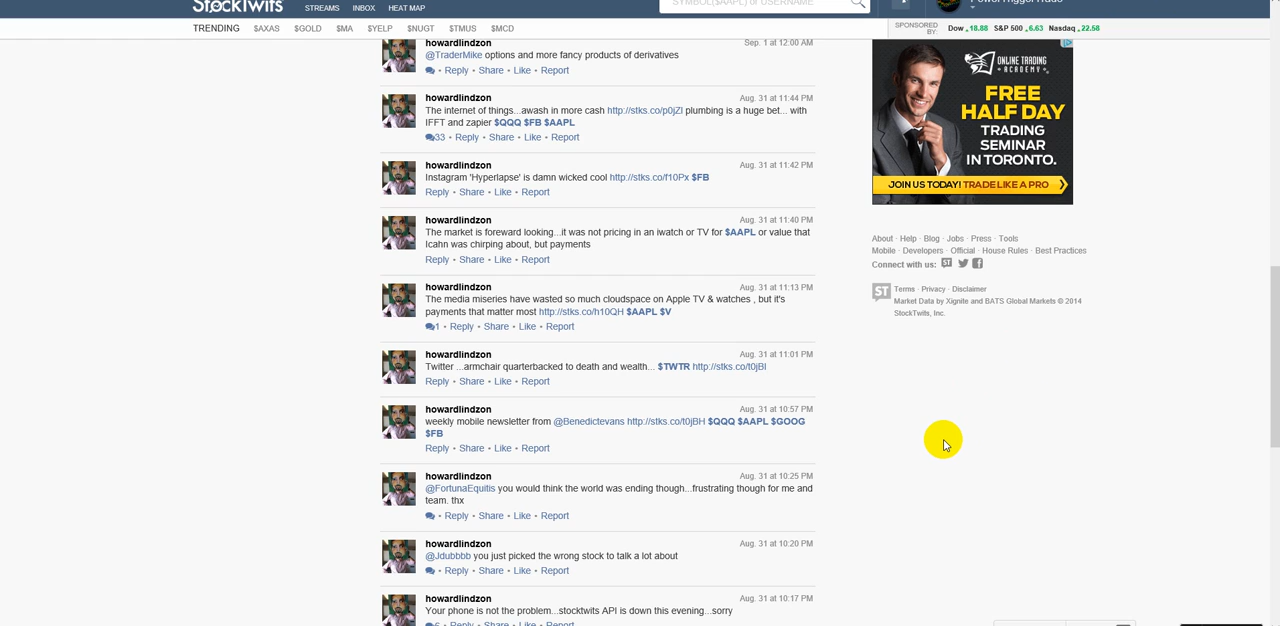 StockTwits STREAMS INBOX HEAT MAP SYMBOL($AAPL) or USERNAME
TRENDING $AXAS $GOLD $MA $YELP $NUGT $TMUS $MCD
SPONSORED BY: Dow 18.88 S&P 500 6.63 Nasdaq 22.58
howardlindzon Sep. 1 at 12:00 AM
@TraderMike options and more fancy products of derivatives
Reply • Share • Like • Report
howardlindzon Aug. 31 at 11:44 PM
The internet of things...awash in more cash http://stks.co/p0jZl plumbing is a huge bet... with
IFFT and zapier $QQQ $FB $AAPL
33 • Reply • Share • Like • Report
howardlindzon Aug. 31 at 11:42 PM
Instagram 'Hyperlapse' is damn wicked cool http://stks.co/f10Px $FB
Reply • Share • Like • Report
howardlindzon Aug. 31 at 11:40 PM
The market is foreward looking...it was not pricing in an iwatch or TV for $AAPL or value that
Icahn was chirping about, but payments
Reply • Share • Like • Report
howardlindzon Aug. 31 at 11:13 PM
The media miseries have wasted so much cloudspace on Apple TV & watches , but it's
payments that matter most http://stks.co/h10QH $AAPL $V
1 • Reply • Share • Like • Report
howardlindzon Aug. 31 at 11:01 PM
Twitter ...armchair quarterbacked to death and wealth... $TWTR http://stks.co/t0jBl
Reply • Share • Like • Report
howardlindzon Aug. 31 at 10:57 PM
weekly mobile newsletter from @Benedictevans http://stks.co/t0jBH $QQQ $AAPL $GOOG
$FB
Reply • Share • Like • Report
howardlindzon Aug. 31 at 10:25 PM
@FortunaEquitis you would think the world was ending though...frustrating though for me and
team. thx
Reply • Share • Like • Report
howardlindzon Aug. 31 at 10:20 PM
@Jdubbbb you just picked the wrong stock to talk a lot about
Reply • Share • Like • Report
howardlindzon Aug. 31 at 10:17 PM
Your phone is not the problem...stocktwits API is down this evening...sorry
Reply • Share • Like • Report
ONLINE TRADING
ACADEMY
FREE
HALF DAY
TRADING
SEMINAR
IN TORONTO.
JOIN US TODAY! TRADE LIKE A PRO
About · Help · Blog · Jobs · Press · Tools
Mobile · Developers · Official · House Rules · Best Practices
Connect with us: ST
ST Terms · Privacy · Disclaimer
Market Data by Xignite and BATS Global Markets © 2014
StockTwits, Inc.